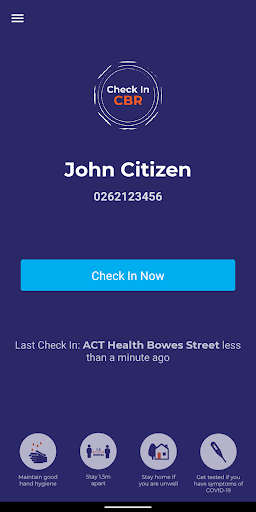 Check In
CBR
John Citizen
0262123456
Check In Now
Last Check In: ACT Health Bowes Street less
than a minute ago
Maintain good
hand hygiene
Stay 1.5m
apart
Stay home if
you are unwell
Get tested if you
have symptoms of
COVID-19